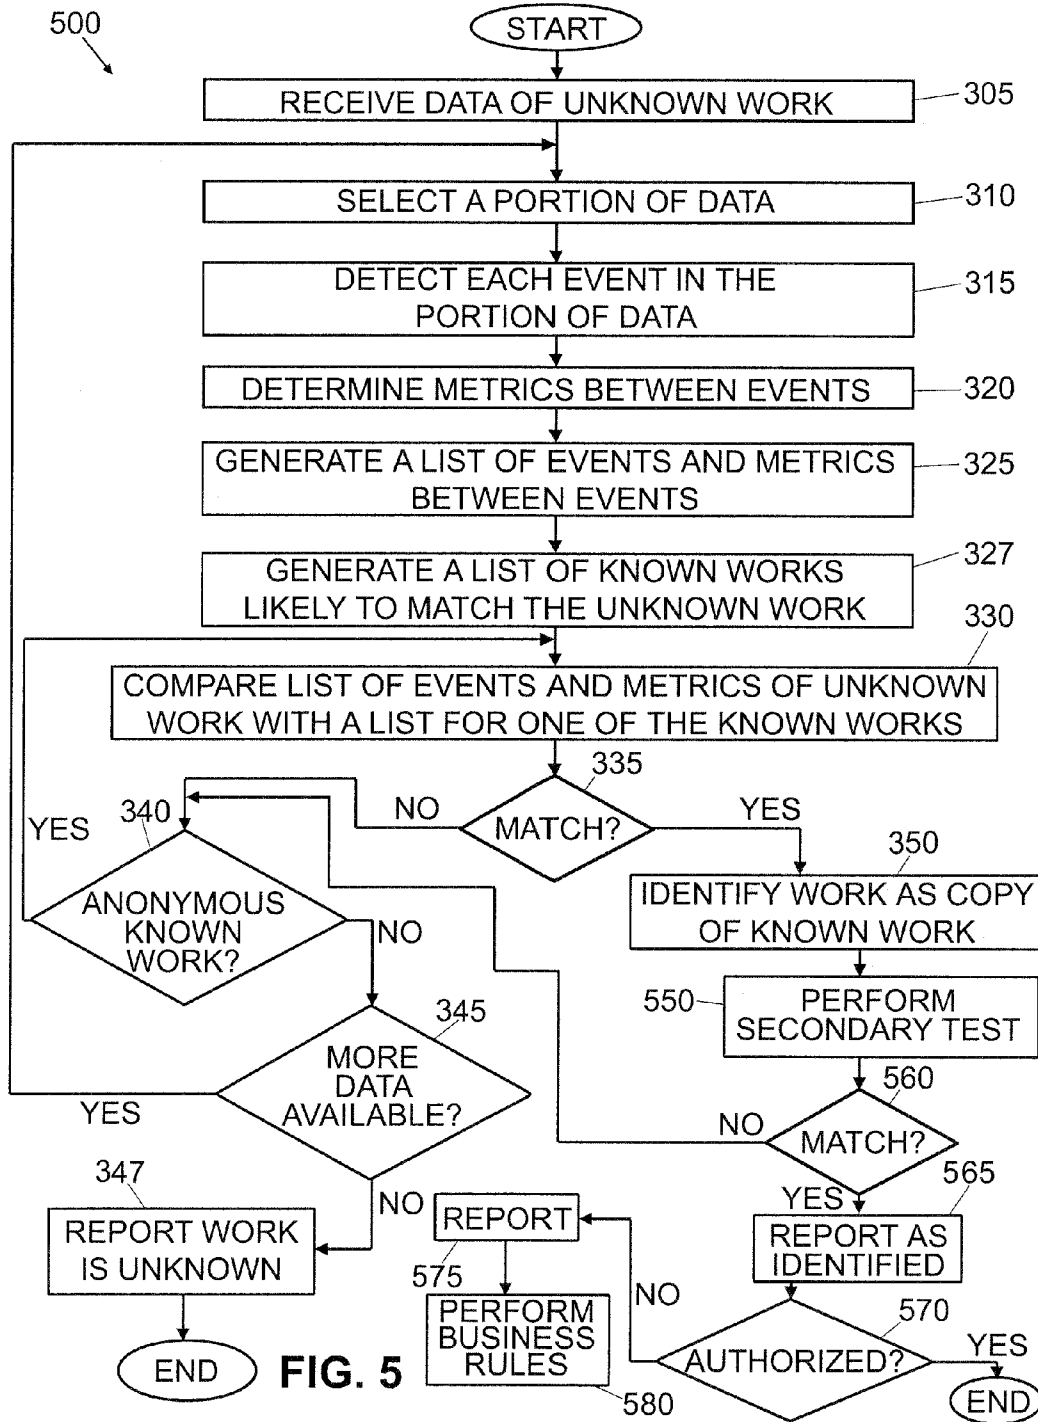 500
START
RECEIVE DATA OF UNKNOWN WORK
305
SELECT A PORTION OF DATA
310
DETECT EACH EVENT IN THE
PORTION OF DATA
315
DETERMINE METRICS BETWEEN EVENTS
320
GENERATE A LIST OF EVENTS AND METRICS
BETWEEN EVENTS
325
GENERATE A LIST OF KNOWN WORKS
LIKELY TO MATCH THE UNKNOWN WORK
327
330
COMPARE LIST OF EVENTS AND METRICS OF UNKNOWN
WORK WITH A LIST FOR ONE OF THE KNOWN WORKS
335
MATCH?
NO
YES
340
YES
ANONYMOUS
KNOWN
WORK?
NO
350
IDENTIFY WORK AS COPY
OF KNOWN WORK
550
PERFORM
SECONDARY TEST
345
MORE
DATA
AVAILABLE?
YES
NO
560
MATCH?
NO
YES
347
REPORT WORK
IS UNKNOWN
END
565
REPORT AS
IDENTIFIED
570
AUTHORIZED?
NO
YES
END
REPORT
575
PERFORM
BUSINESS
RULES
580
FIG. 5